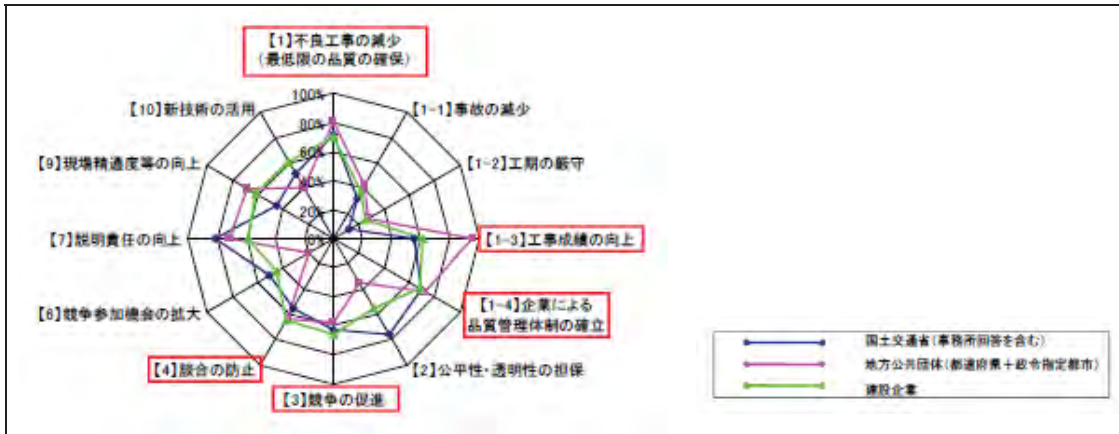 【1】不良工事の減少
(最低限の品質の確保)
【1-1】事故の減少
【1-2】工期の厳守
【1-3】工事成績の向上
【1-4】企業による
品質管理体制の確立
【2】公平性・透明性の担保
【3】競争の促進
【4】談合の防止
【6】競争参加機会の拡大
【7】説明責任の向上
【9】現場精通度等の向上
【10】新技術の活用
100%
80%
60%
40%
20%
0%
国土交通省(事務所回答を含む)
地方公共団体(都道府県+政令指定都市)
建設企業